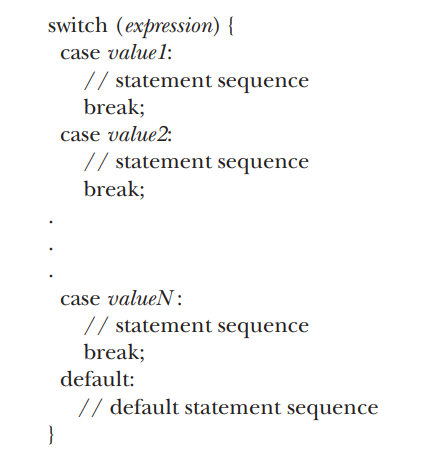 switch (expression) {
case value1:
// statement sequence
break;
case value2:
// statement sequence
break;
.
.
.
case valueN :
// statement sequence
break;
default:
// default statement sequence
}